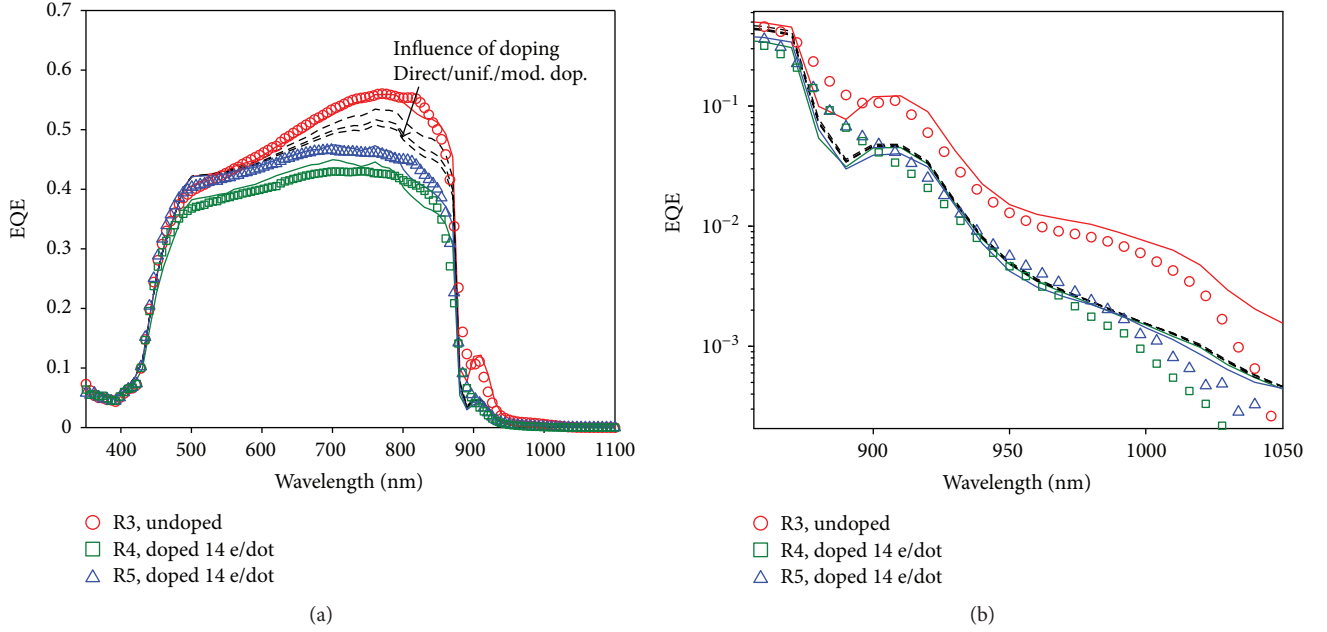 0.7
0.6
0.5
0.4
0.3
0.2
0.1
0
EQE
Influence of doping
Direct/unif./mod. dop.
400 500 600 700 800 900 1000 1100
Wavelength (nm)
R3, undoped
R4, doped 14 e/dot
R5, doped 14 e/dot
(a)
10⁻¹
10⁻²
10⁻³
EQE
900 950 1000 1050
Wavelength (nm)
R3, undoped
R4, doped 14 e/dot
R5, doped 14 e/dot
(b)